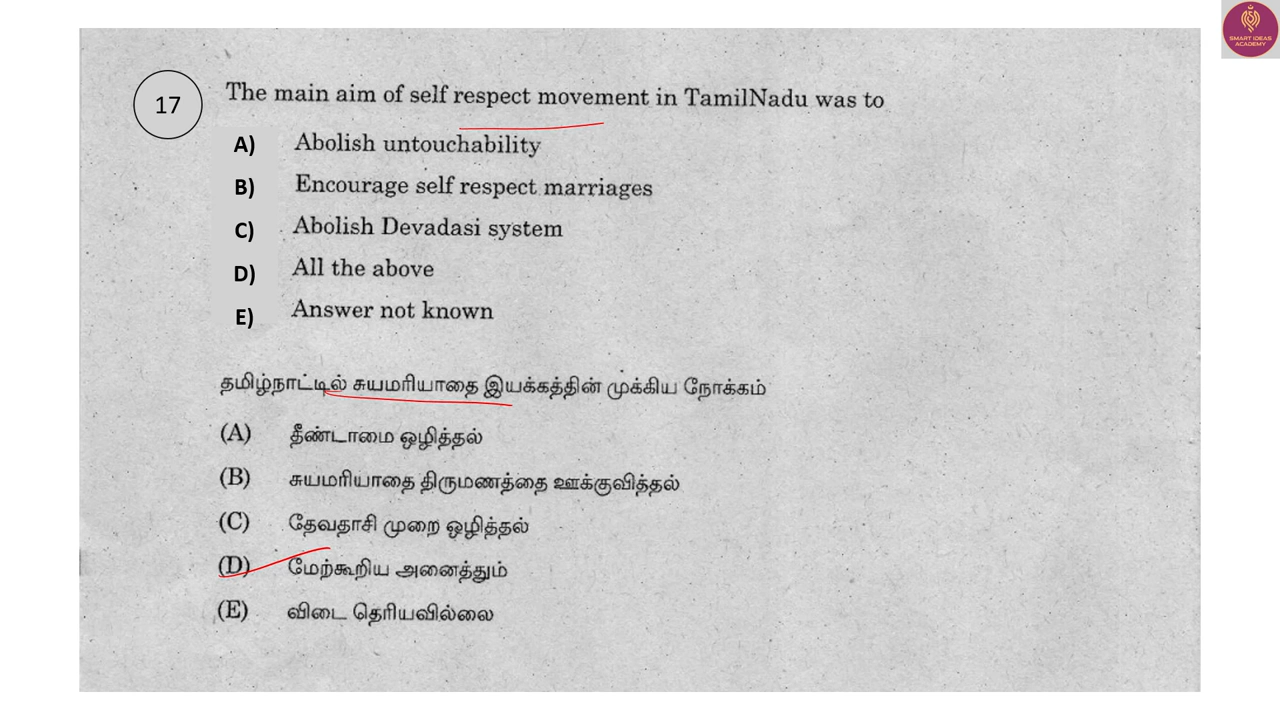 SMART IDEAS
ACADEMY
17
The main aim of self respect movement in TamilNadu was to
A) Abolish untouchability
B) Encourage self respect marriages
C) Abolish Devadasi system
D) All the above
E) Answer not known
தமிழ்நாட்டில் சுயமரியாதை இயக்கத்தின் முக்கிய நோக்கம்
(A) தீண்டாமை ஒழித்தல்
(B) சுயமரியாதை திருமணத்தை ஊக்குவித்தல்
(C) தேவதாசி முறை ஒழித்தல்
(D) மேற்கூறிய அனைத்தும்
(E) விடை தெரியவில்லை